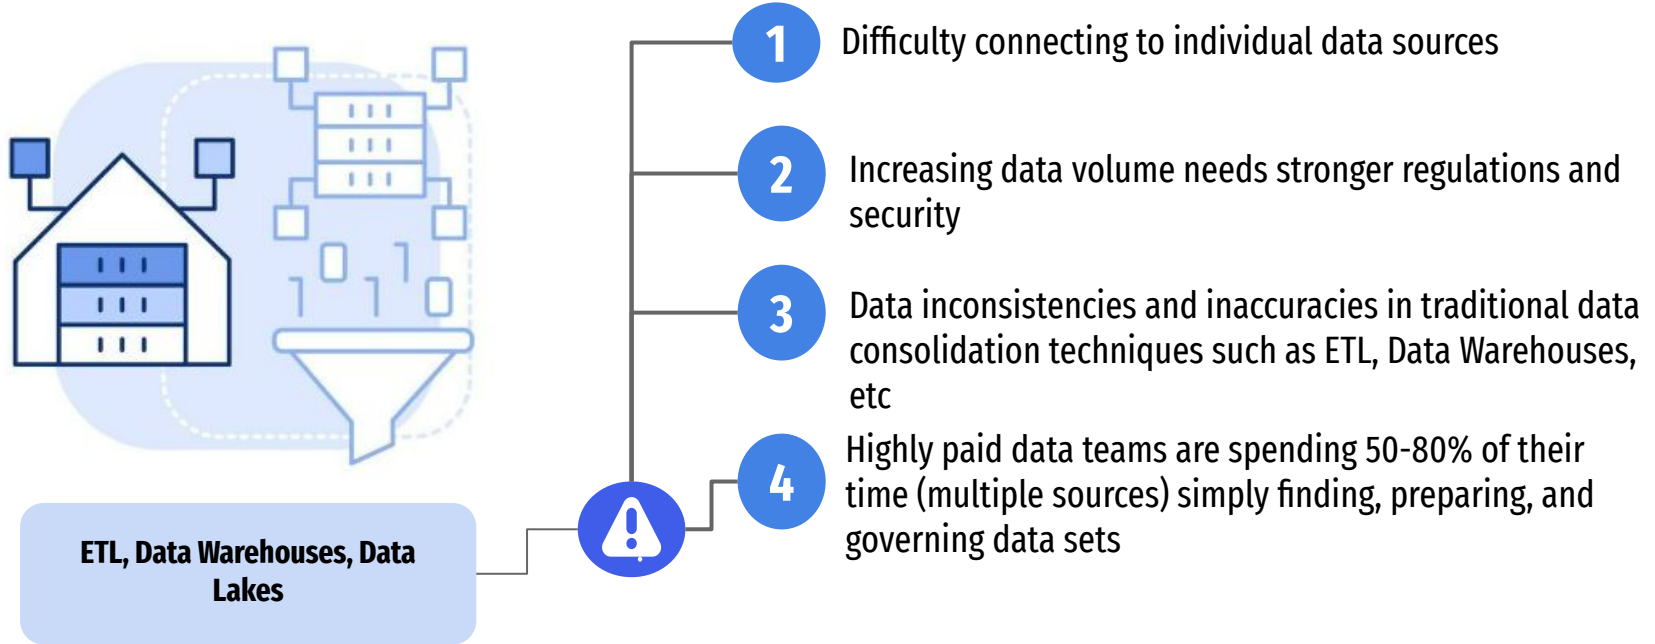 1
Difficulty connecting to individual data sources
2
Increasing data volume needs stronger regulations and
security
3
Data inconsistencies and inaccuracies in traditional data
consolidation techniques such as ETL, Data Warehouses,
etc
4
Highly paid data teams are spending 50-80% of their
time (multiple sources) simply finding, preparing, and
governing data sets
ETL, Data Warehouses, Data
Lakes